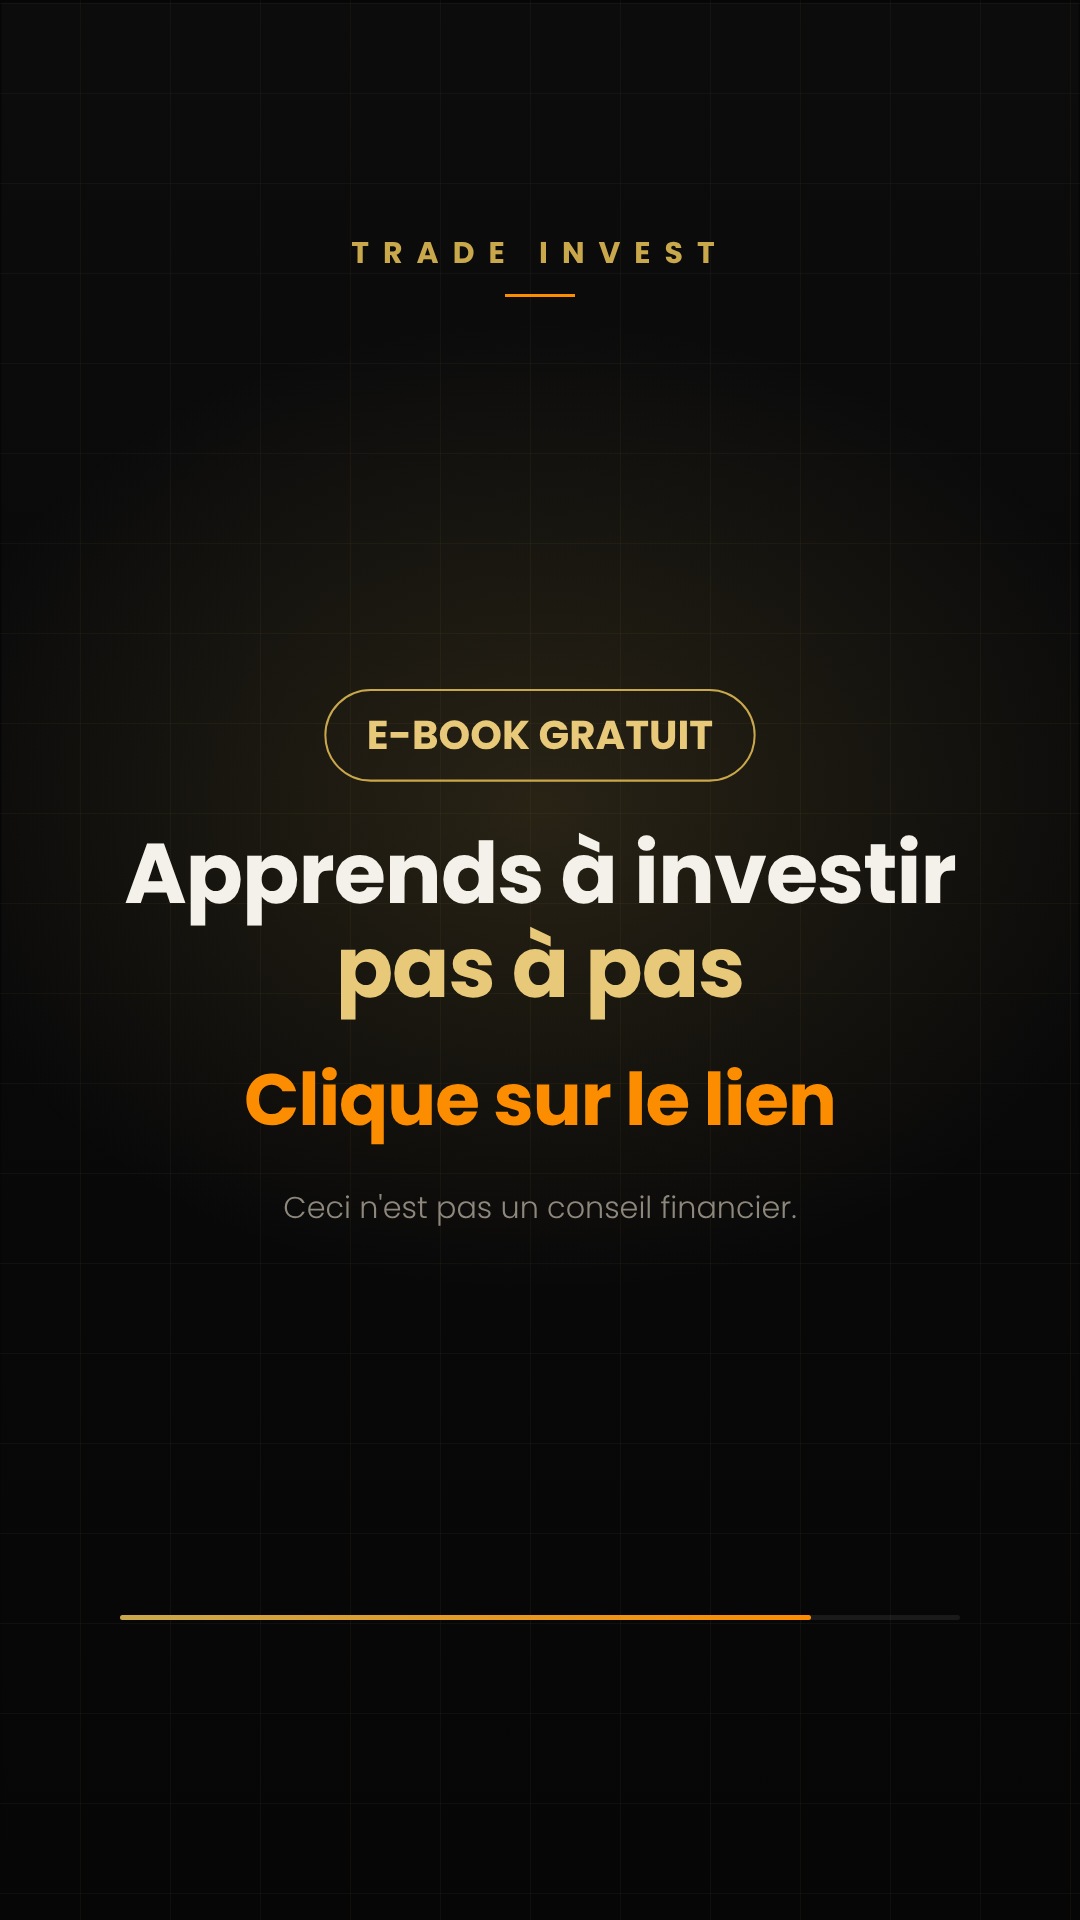 TRADE INVEST
E-BOOK GRATUIT
Apprends à investir
pas à pas
Clique sur le lien
Ceci n'est pas un conseil financier.